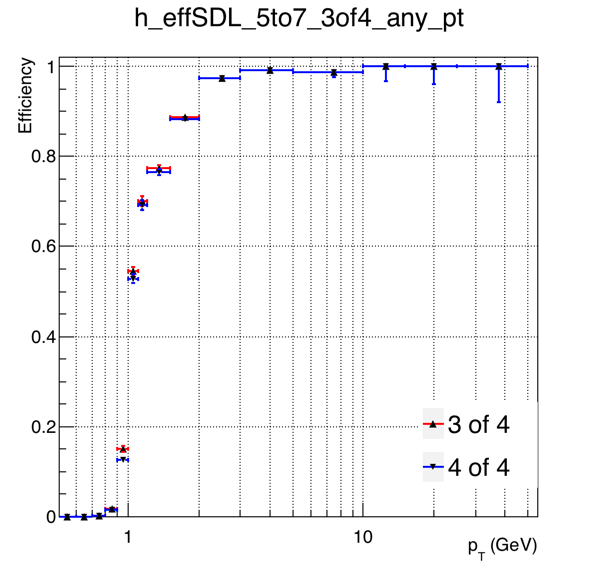 h_effSDL_5to7_3of4_any_pt
Efficiency
1
0.8
0.6
0.4
0.2
0
3 of 4
4 of 4
1
10
p_T (GeV)